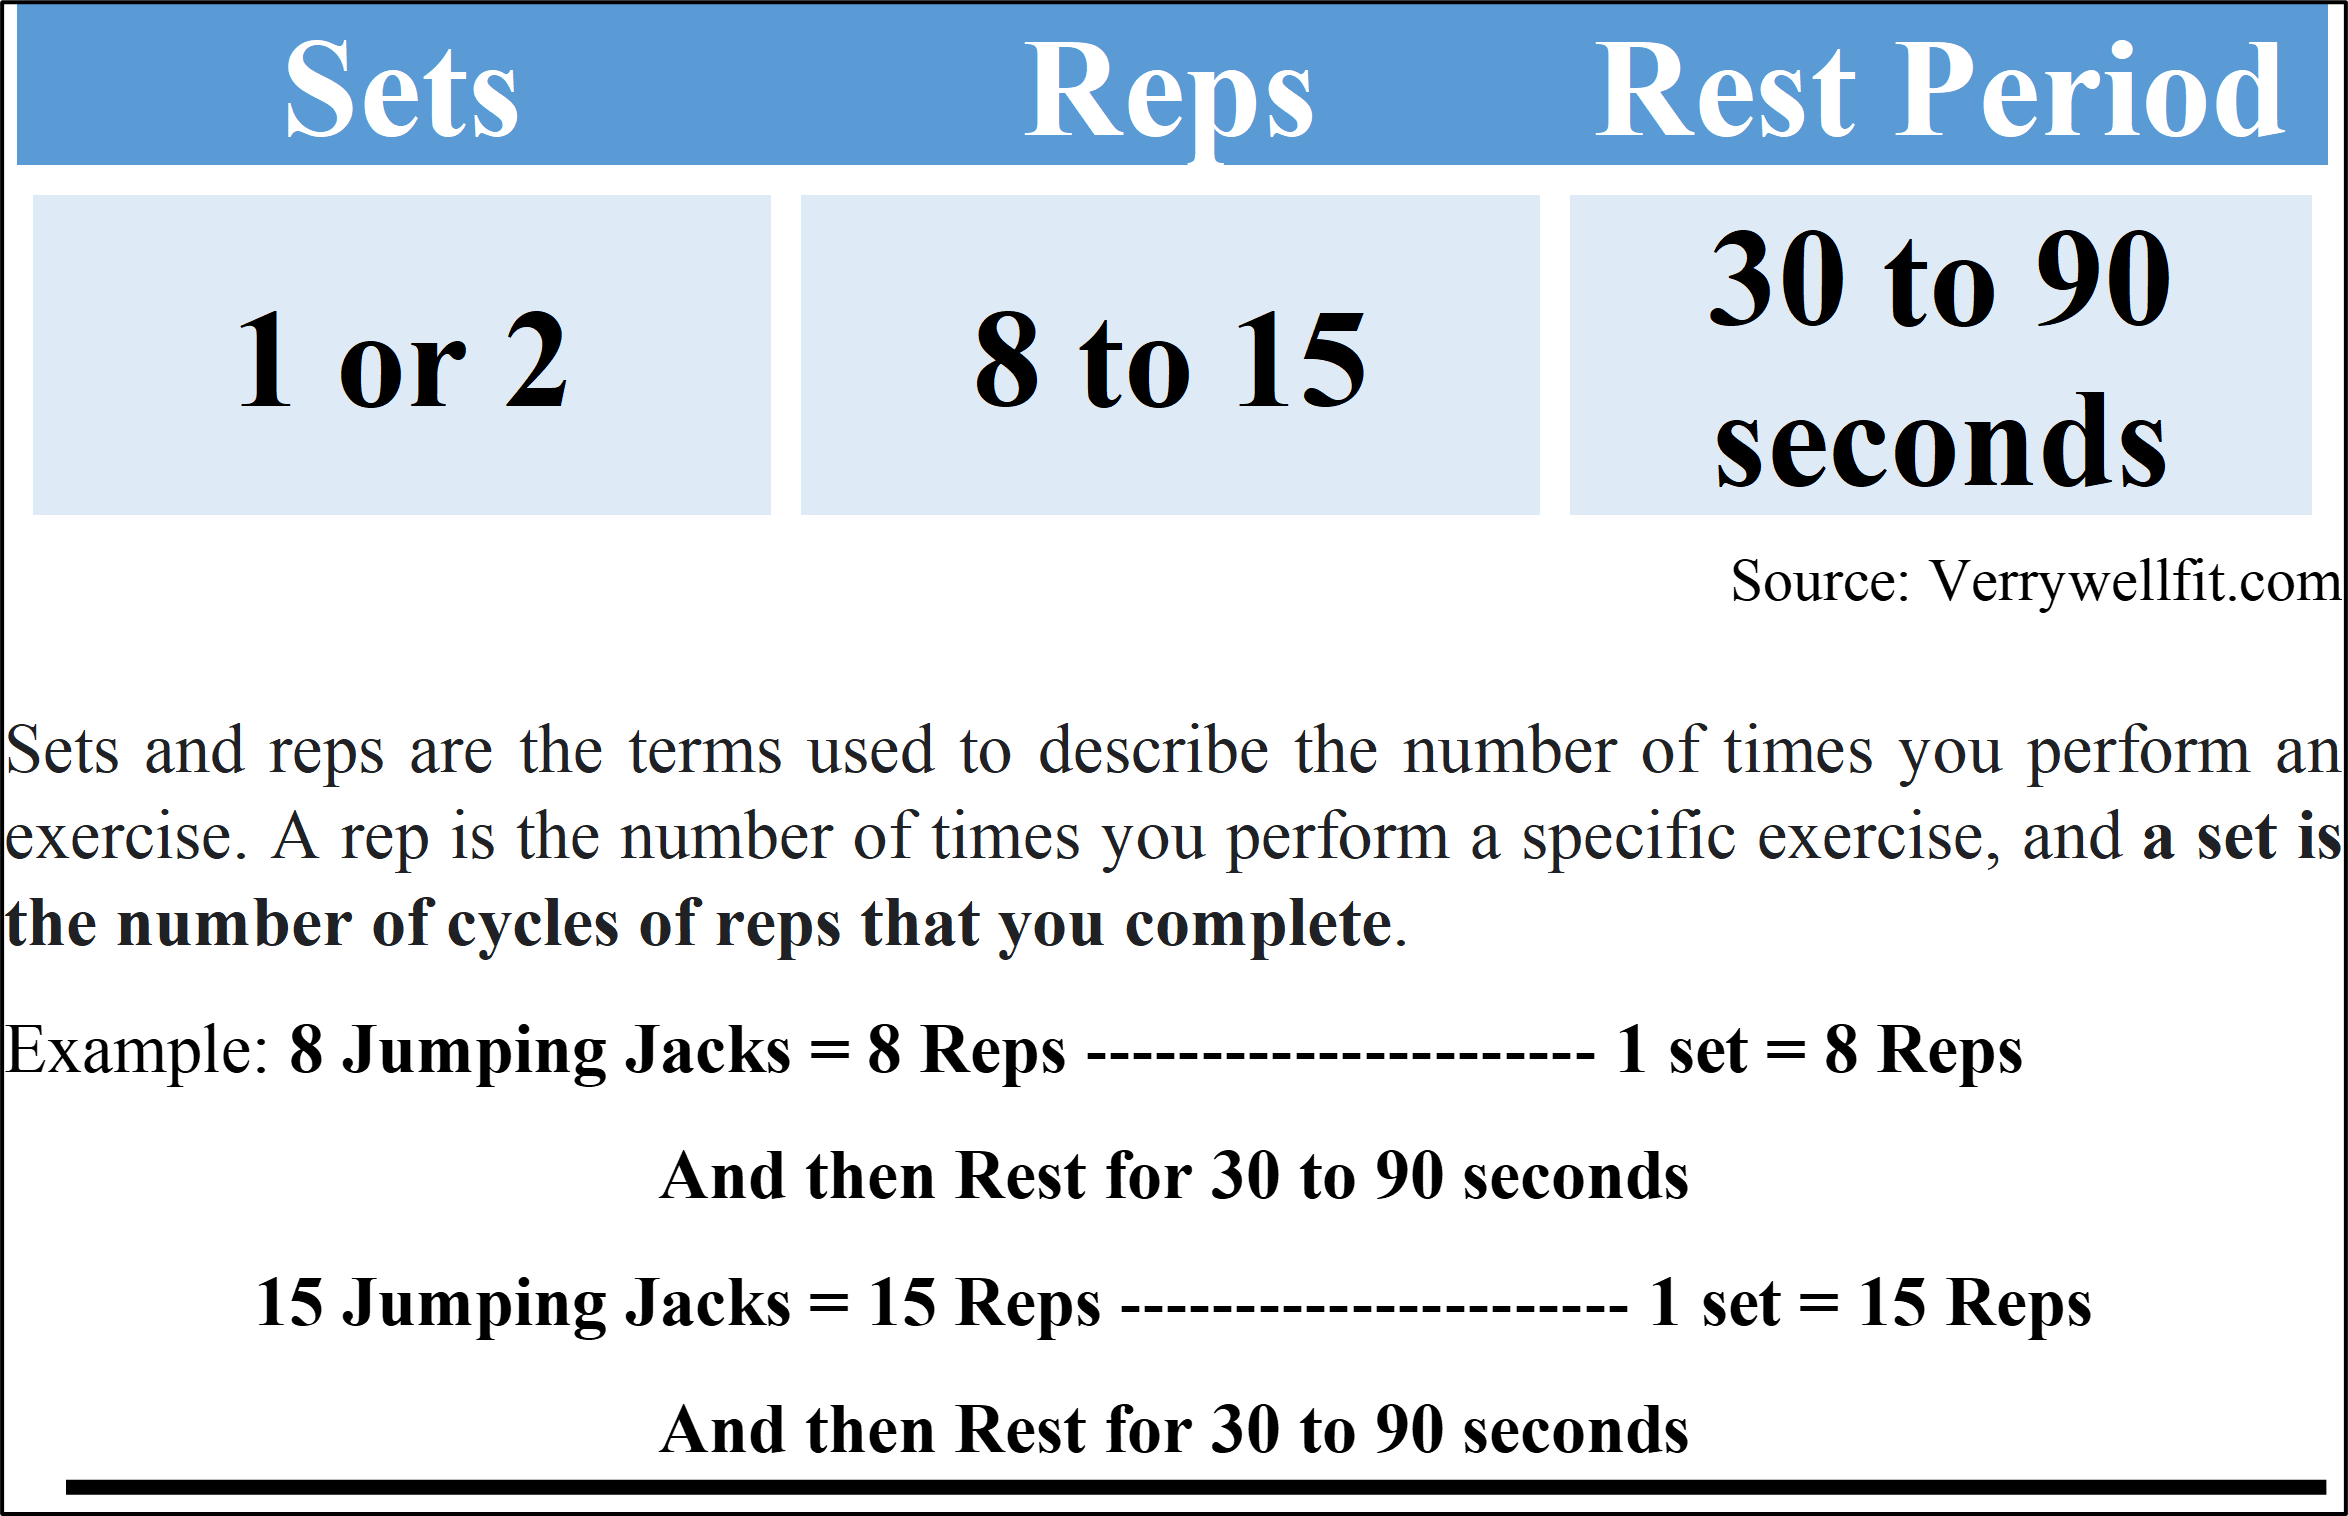 Sets Reps Rest Period
1 or 2 8 to 15 30 to 90
seconds
Source: Verrywellfit.com
Sets and reps are the terms used to describe the number of times you perform an
exercise. A rep is the number of times you perform a specific exercise, and a set is
the number of cycles of reps that you complete.
Example: 8 Jumping Jacks = 8 Reps ---------------------- 1 set = 8 Reps
And then Rest for 30 to 90 seconds
15 Jumping Jacks = 15 Reps ---------------------- 1 set = 15 Reps
And then Rest for 30 to 90 seconds